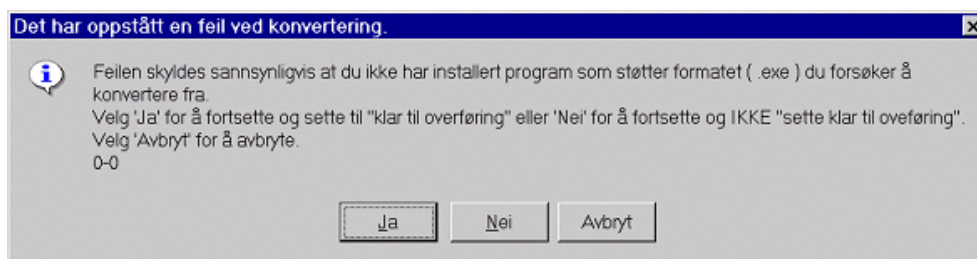 Det har oppstått en feil ved konvertering.
Feilen skyldes sannsynligvis at du ikke har installert program som støtter formatet ( .exe ) du forsøker å
konvertere fra.
Velg 'Ja' for å fortsette og sette til "klar til overføring" eller 'Nei' for å fortsette og IKKE "sette klar til oveføring".
Velg 'Avbryt' for å avbryte.
0-0
Ja Nei Avbryt